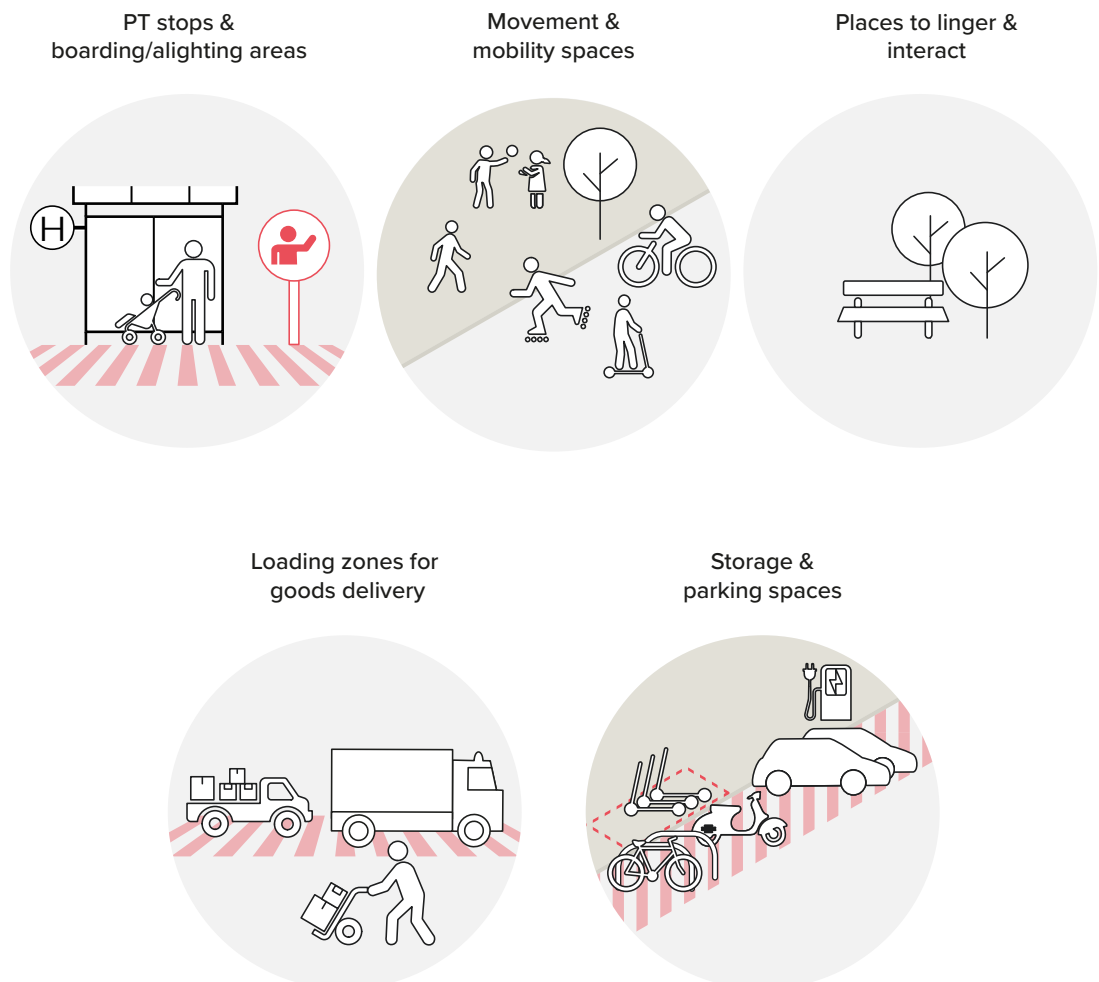 PT stops &
boarding/alighting areas
Movement &
mobility spaces
Places to linger &
interact
H
Loading zones for
goods delivery
Storage &
parking spaces